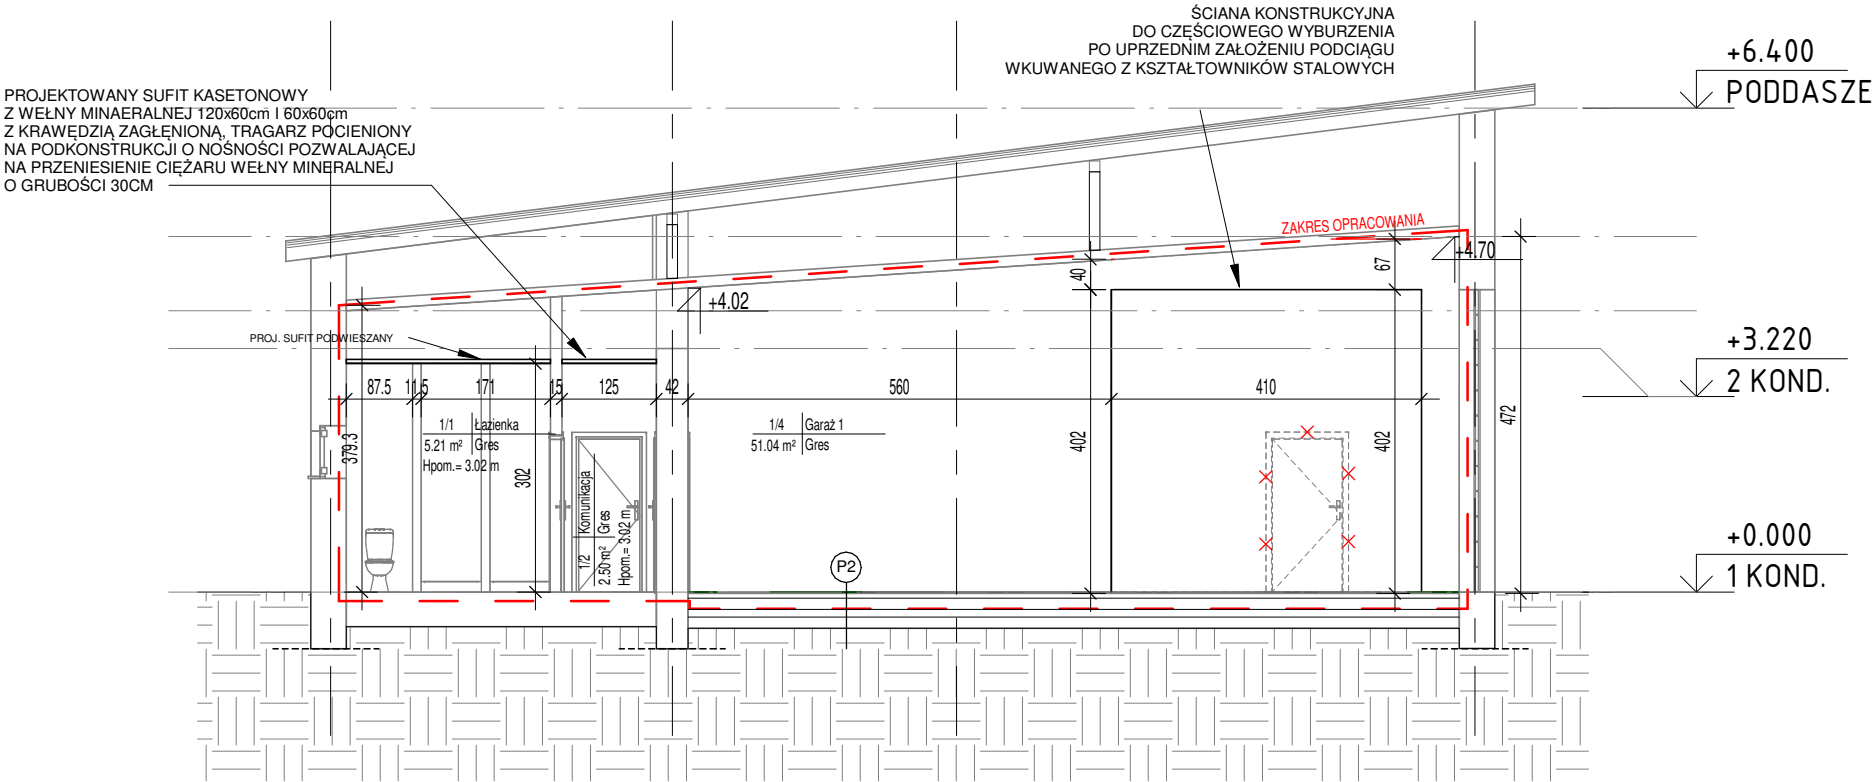 ŚCIANA KONSTRUKCYJNA
DO CZĘŚCIOWEGO WYBURZENIA
PO UPRZEDNIM ZAŁOŻENIU PODCIĄGU
WKUWANEGO Z KSZTAŁTOWNIKÓW STALOWYCH
+6.400
PODDASZE
PROJEKTOWANY SUFIT KASETONOWY
Z WEŁNY MINAERALNEJ 120x60cm I 60x60cm
Z KRAWĘDZIĄ ZAGŁĘNIONĄ, TRAGARZ POCIENIONY
NA PODKONSTRUKCJI O NOŚNOŚCI POZWALAJĄCEJ
NA PRZENIESIENIE CIĘŻARU WEŁNY MINERALNEJ
O GRUBOŚCI 30CM
ZAKRES OPRACOWANIA
+4.70
67
40
+4.02
PROJ. SUFIT PODWIESZANY
+3.220
2 KOND.
87.5
11.5
171
15
125
42
560
410
472
1/1 Łazienka
5.21 m² Gres
Hpom.= 3.02 m
1/4 Garaż 1
51.04 m² Gres
379.3
302
402
402
1/2 Komunikacja
2.50 m² Gres
Hpom.= 3.02 m
P2
+0.000
1 KOND.